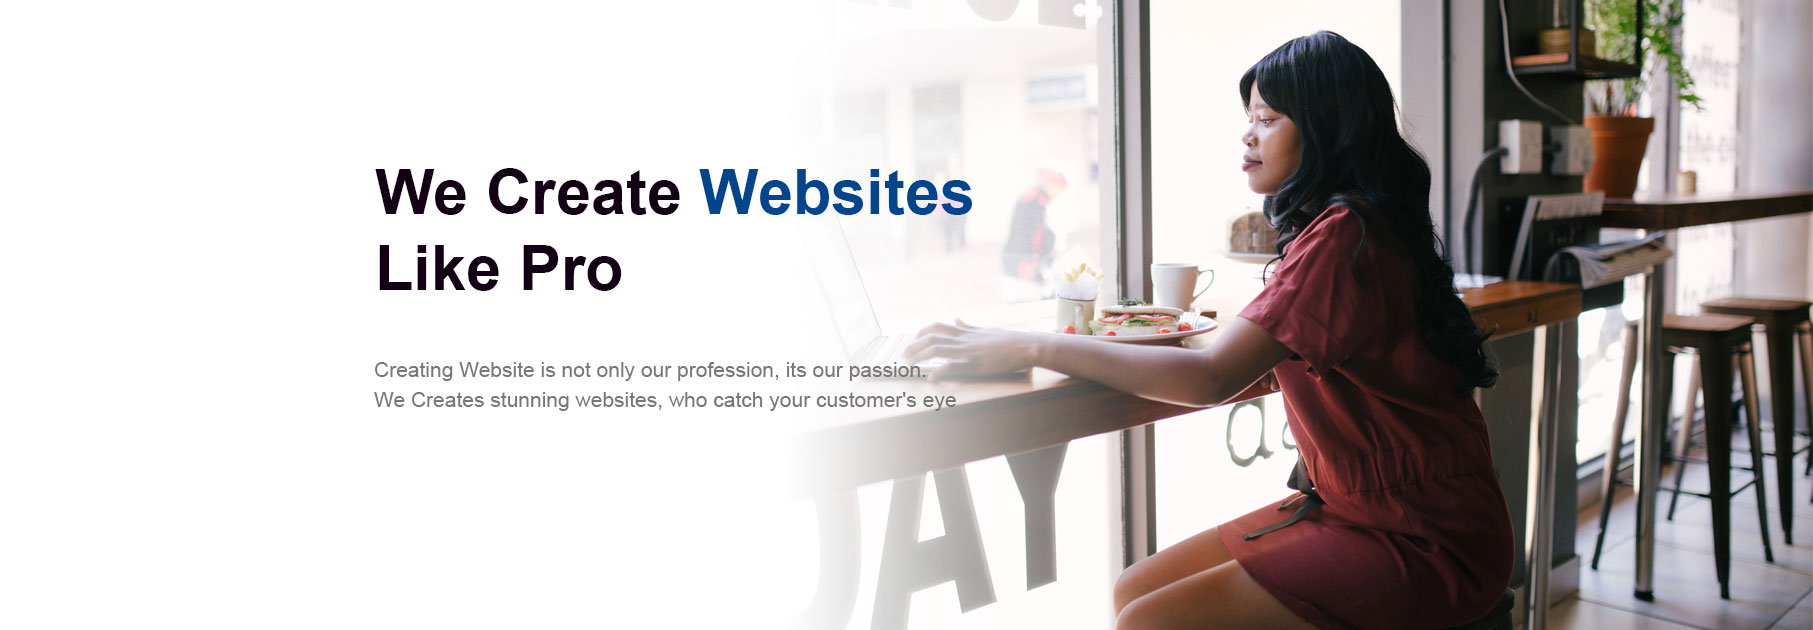 We Create Websites
Like Pro
Creating Website is not only our profession, its our passion.
We Creates stunning websites, who catch your customer's eye
DAY